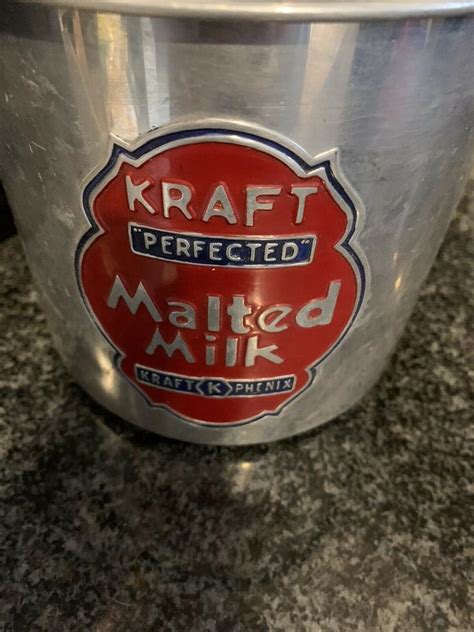 KRAFT
"PERFECTED"
Malted
Milk
KRAFT K PHENIX